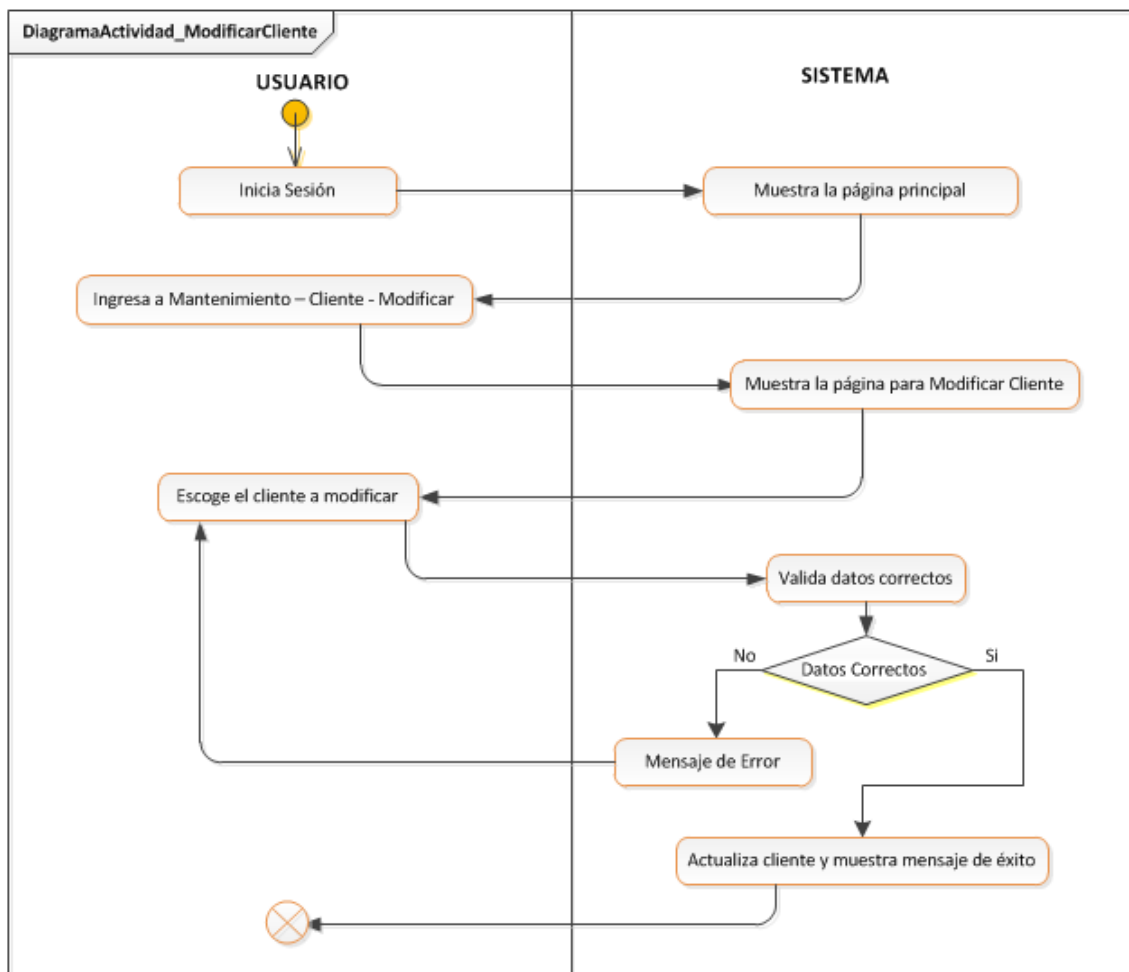 DiagramaActividad_ModificarCliente
USUARIO
SISTEMA
Inicia Sesión
Muestra la página principal
Ingresa a Mantenimiento – Cliente - Modificar
Muestra la página para Modificar Cliente
Escoge el cliente a modificar
Valida datos correctos
No
Datos Correctos
Si
Mensaje de Error
Actualiza cliente y muestra mensaje de éxito